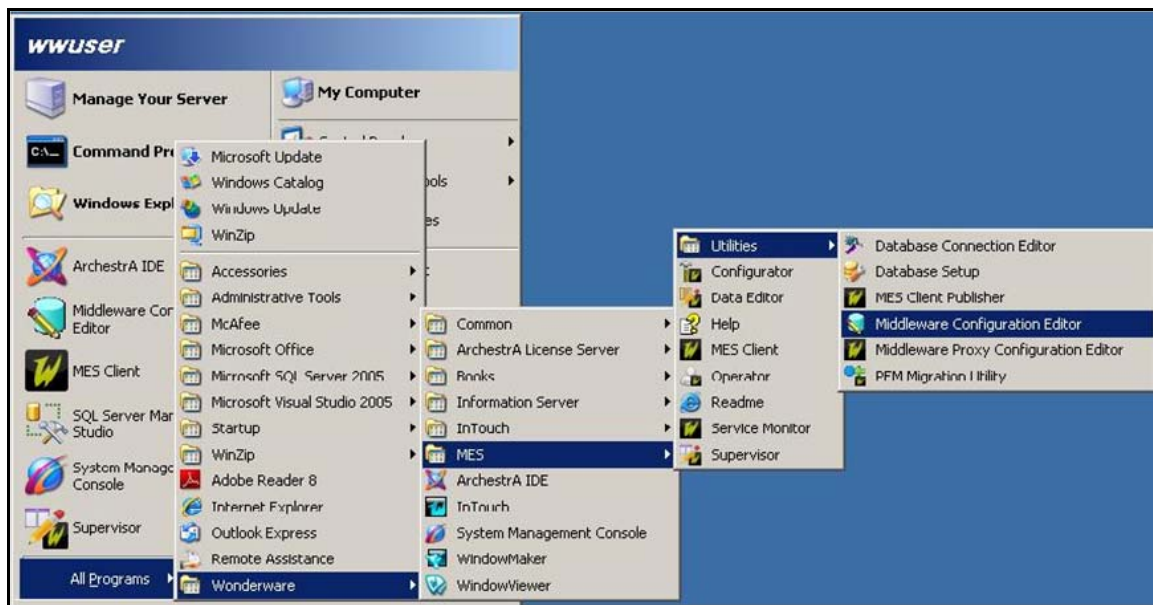 wwuser
Manage Your Server
Command Pr
Windows Expl
ArchestrA IDE
Middleware Cor
Editor
MES Client
SQL Server Mar
Studio
System Manage
Console
Supervisor
All Programs
My Computer
ools
es
Microsoft Update
Windows Catalog
Windows Update
WinZip
Accessories
Administrative Tools
McAfee
Microsoft Office
Microsoft SQL Server 2005
Microsoft Visual Studio 2005
Startup
WinZip
Adobe Reader 8
Internet Explorer
Outlook Express
Remote Assistance
Wonderware
Common
ArchestrA License Server
Books
Information Server
InTouch
MES
ArchestrA IDE
InTouch
System Management Console
WindowMaker
WindowViewer
Utilities
Configurator
Data Editor
Help
MES Client
Operator
Readme
Service Monitor
Supervisor
Database Connection Editor
Database Setup
MES Client Publisher
Middleware Configuration Editor
Middleware Proxy Configuration Editor
PEM Migration Utility